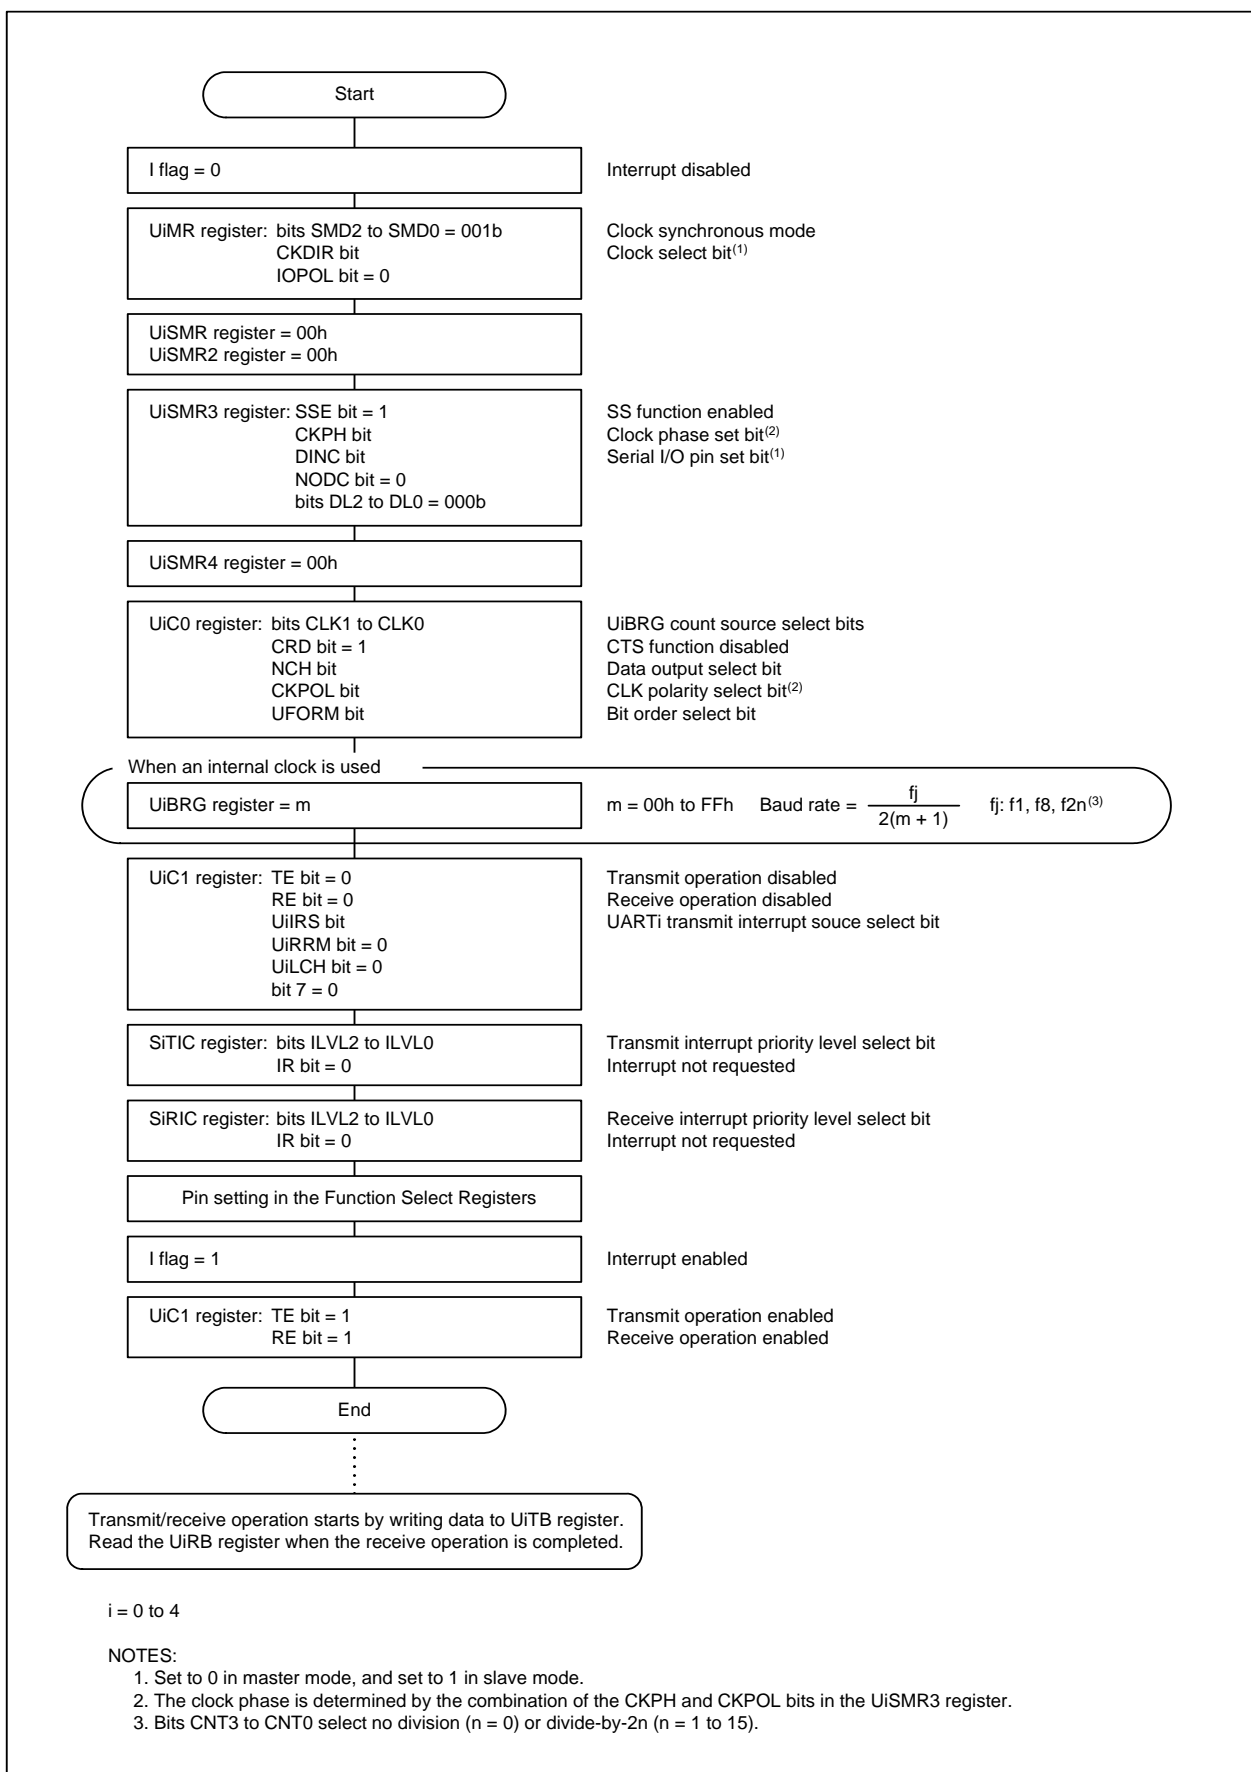 Start
I flag = 0 Interrupt disabled
UiMR register: bits SMD2 to SMD0 = 001b Clock synchronous mode
CKDIR bit Clock select bit(1)
IOPOL bit = 0
UiSMR register = 00h
UiSMR2 register = 00h
UiSMR3 register: SSE bit = 1 SS function enabled
CKPH bit Clock phase set bit(2)
DINC bit Serial I/O pin set bit(1)
NODC bit = 0
bits DL2 to DL0 = 000b
UiSMR4 register = 00h
UiC0 register: bits CLK1 to CLK0 UiBRG count source select bits
CRD bit = 1 CTS function disabled
NCH bit Data output select bit
CKPOL bit CLK polarity select bit(2)
UFORM bit Bit order select bit
When an internal clock is used
UiBRG register = m m = 00h to FFh Baud rate = fj / 2(m + 1) fj: f1, f8, f2n(3)
UiC1 register: TE bit = 0 Transmit operation disabled
RE bit = 0 Receive operation disabled
UiIRS bit UARTi transmit interrupt souce select bit
UiRRM bit = 0
UiLCH bit = 0
bit 7 = 0
SiTIC register: bits ILVL2 to ILVL0 Transmit interrupt priority level select bit
IR bit = 0 Interrupt not requested
SiRIC register: bits ILVL2 to ILVL0 Receive interrupt priority level select bit
IR bit = 0 Interrupt not requested
Pin setting in the Function Select Registers
I flag = 1 Interrupt enabled
UiC1 register: TE bit = 1 Transmit operation enabled
RE bit = 1 Receive operation enabled
End
Transmit/receive operation starts by writing data to UiTB register.
Read the UiRB register when the receive operation is completed.
i = 0 to 4
NOTES:
1. Set to 0 in master mode, and set to 1 in slave mode.
2. The clock phase is determined by the combination of the CKPH and CKPOL bits in the UiSMR3 register.
3. Bits CNT3 to CNT0 select no division (n = 0) or divide-by-2n (n = 1 to 15).